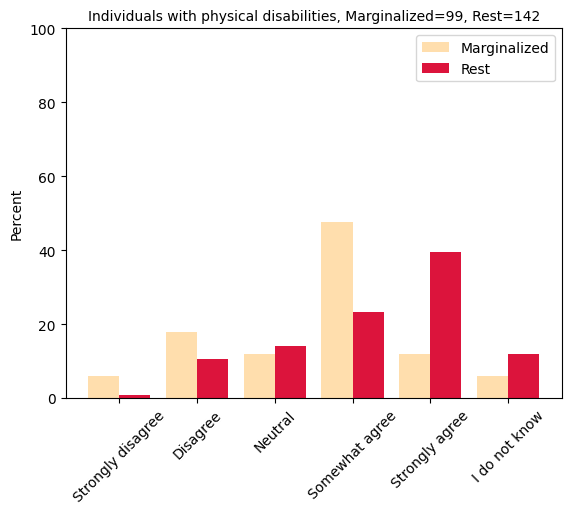 Individuals with physical disabilities, Marginalized=99, Rest=142
100
80
60
40
20
0
Percent
Marginalized
Rest
Strongly disagree
Disagree
Neutral
Somewhat agree
Strongly agree
I do not know